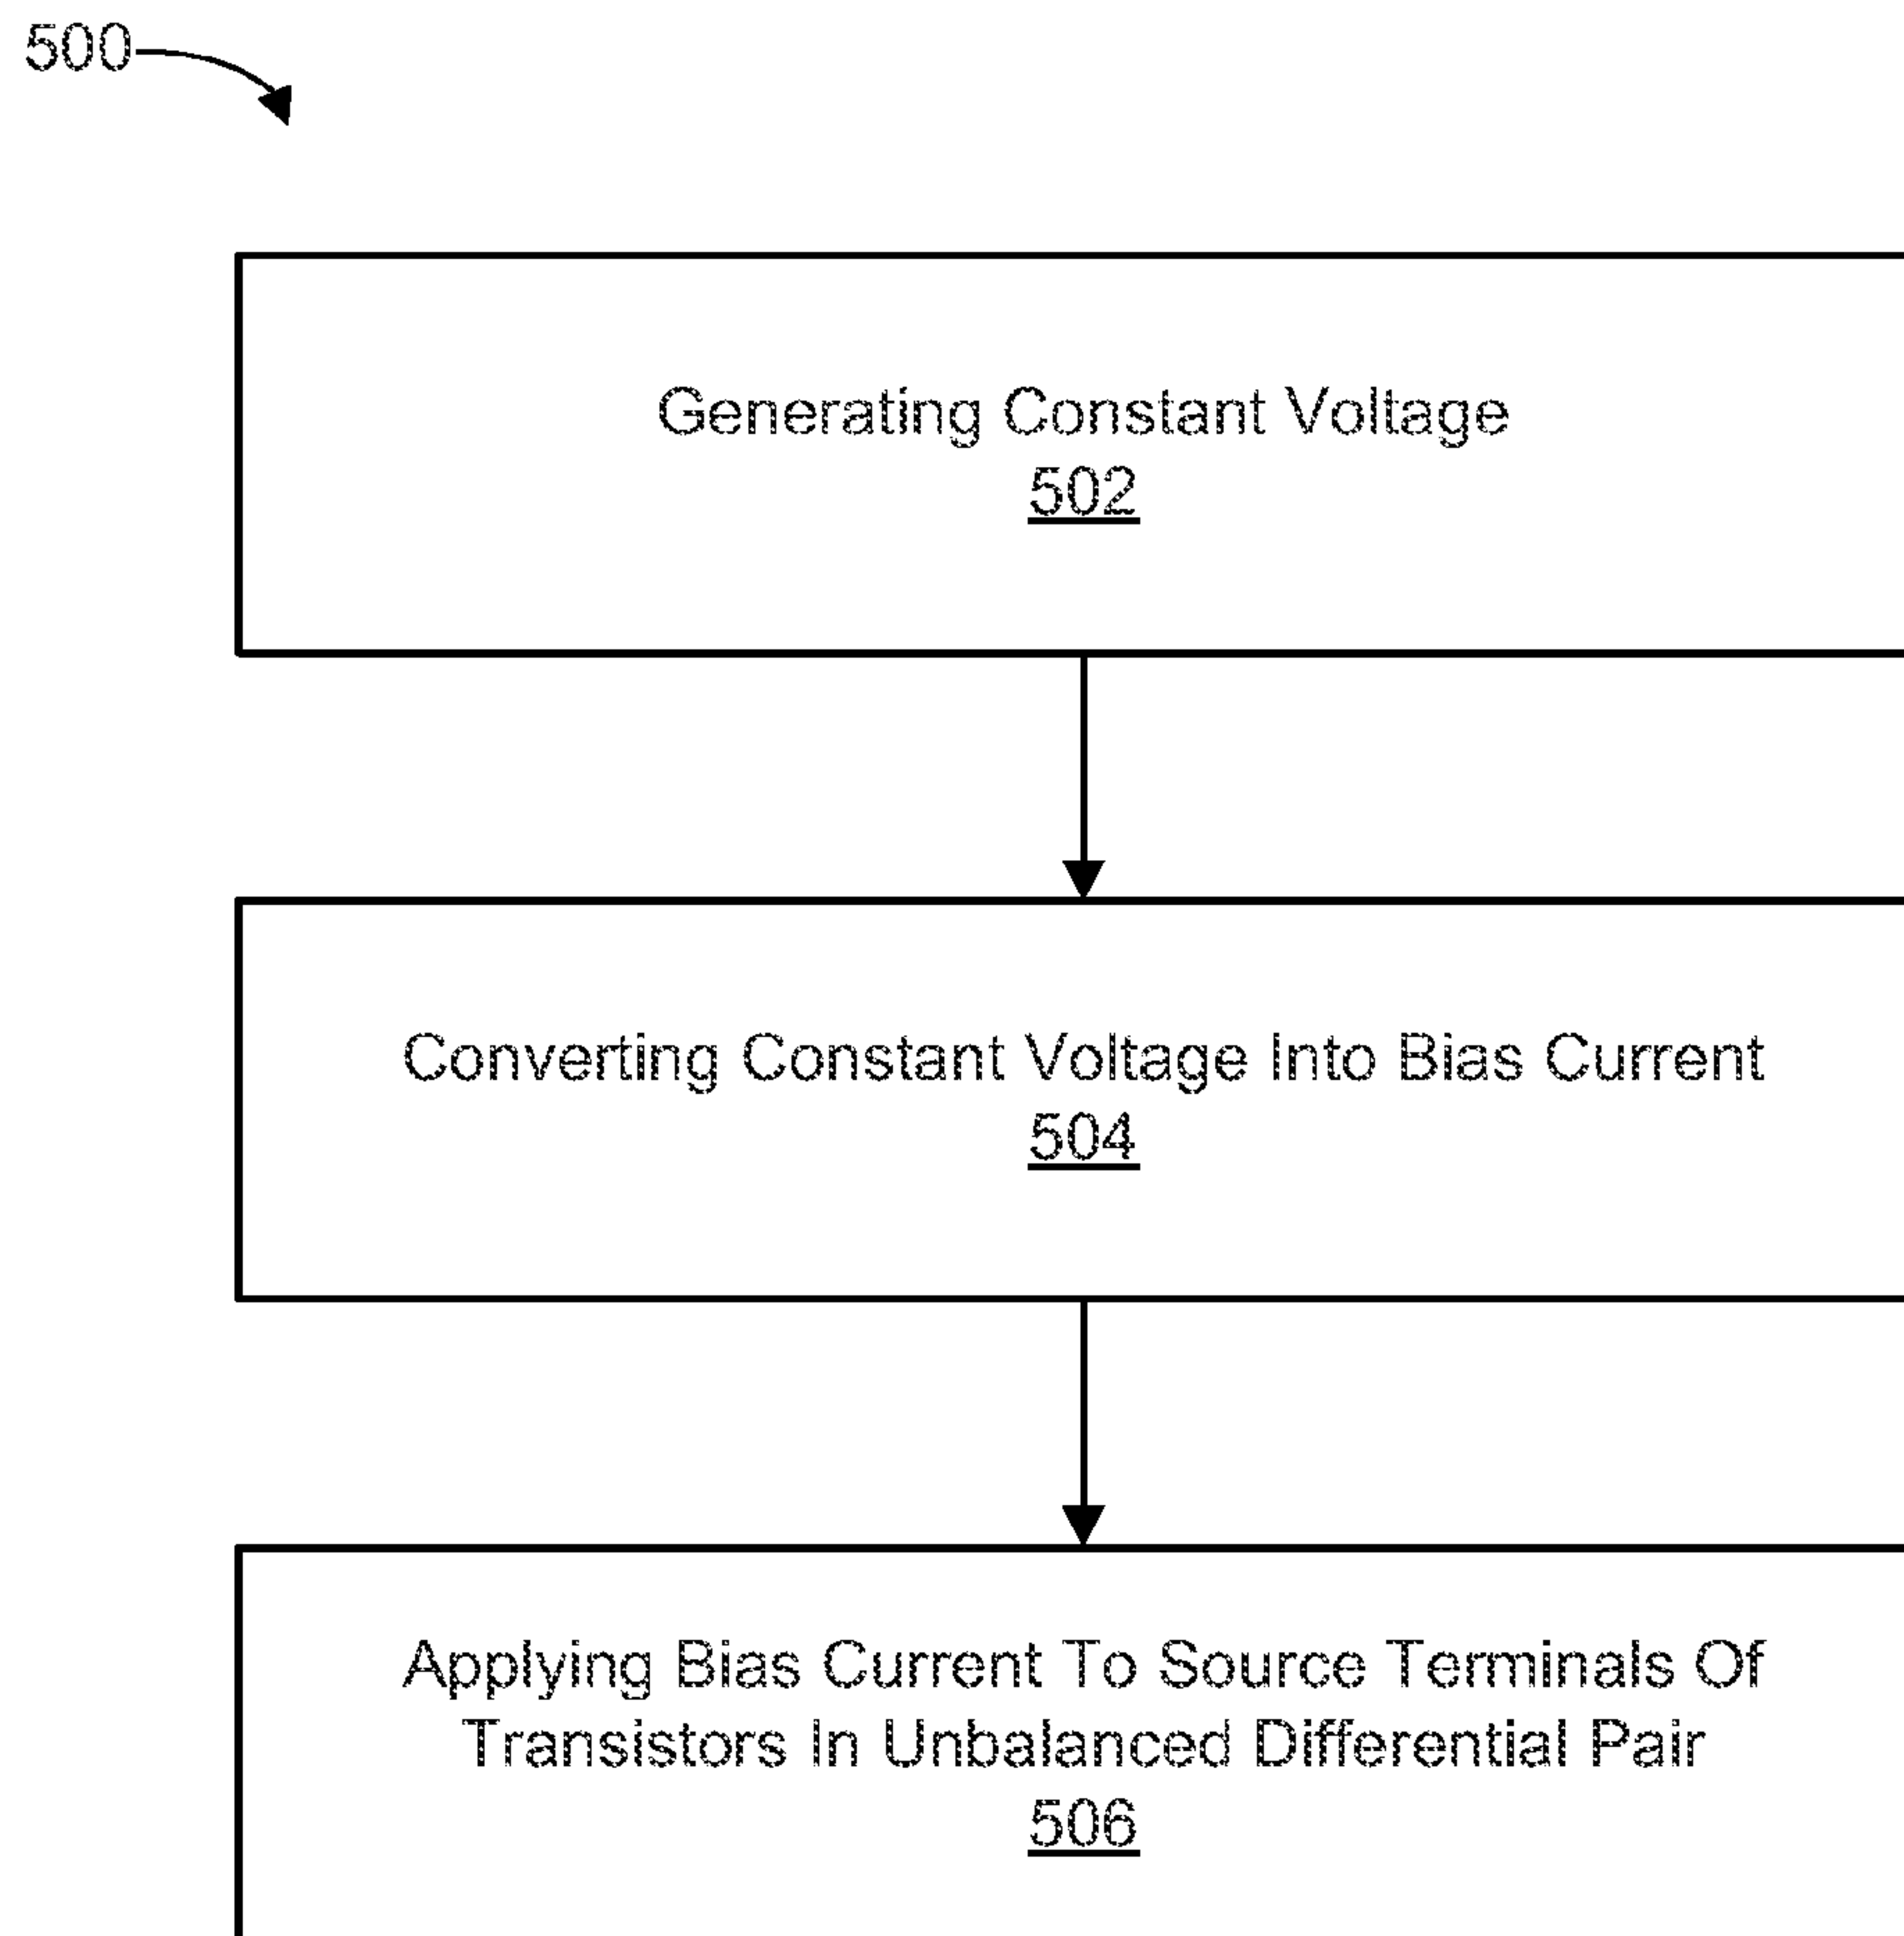 500
Generating Constant Voltage
502
Converting Constant Voltage Into Bias Current
504
Applying Bias Current To Source Terminals Of
Transistors In Unbalanced Differential Pair
506